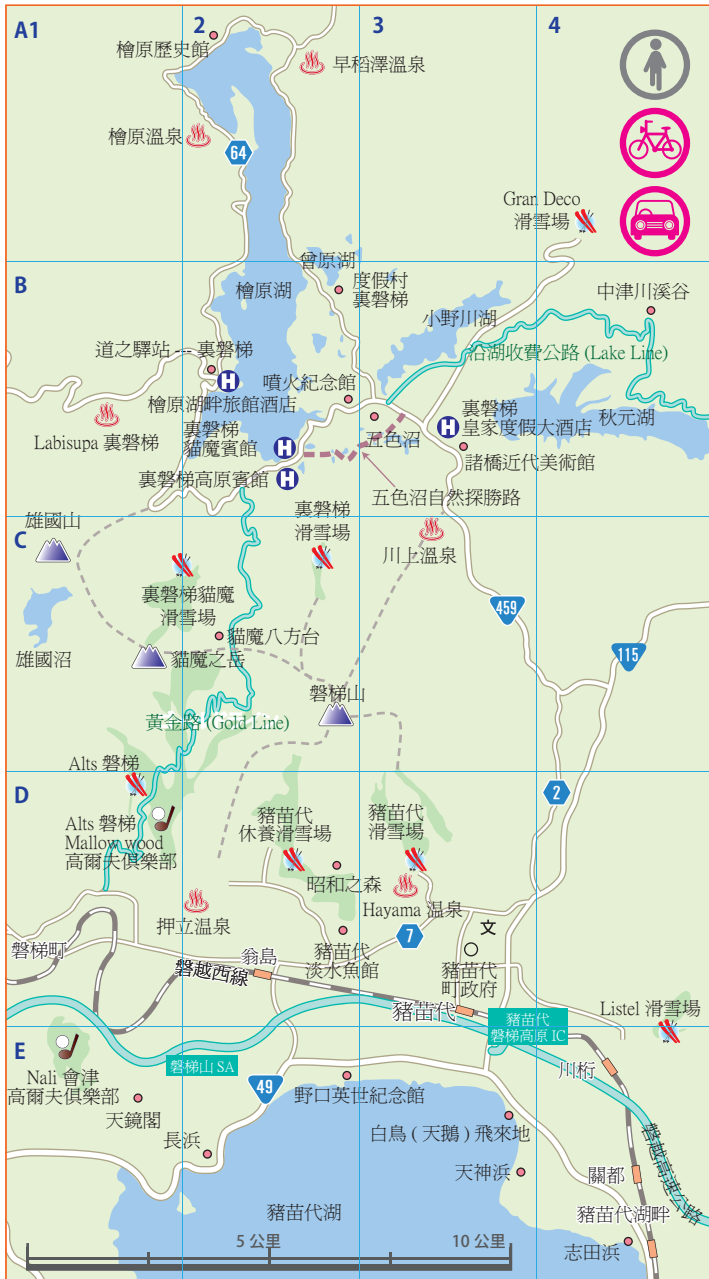 A1
2
3
4
檜原歷史館
早稻澤溫泉
檜原溫泉
64
Gran Deco
滑雪場
B
曾原湖
檜原湖
度假村
裏磐梯
中津川溪谷
小野川湖
道之驛站 --- 裏磐梯
沿湖收費公路 (Lake Line)
H
噴火紀念館
檜原湖畔旅館酒店
裏磐梯
皇家度假大酒店
H
秋元湖
Labisupa 裏磐梯
裏磐梯
貓魔賓館
H
五色沼
諸橋近代美術館
裏磐梯高原賓館
H
五色沼自然探勝路
C
雄國山
裏磐梯
滑雪場
川上溫泉
裏磐梯貓魔
滑雪場
459
貓魔八方台
115
雄國沼
貓魔之岳
磐梯山
黃金路 (Gold Line)
Alts 磐梯
D
2
Alts 磐梯
Mallow wood
高爾夫俱樂部
豬苗代
休養滑雪場
豬苗代
滑雪場
昭和之森
Hayama 温泉
押立温泉
文
7
磐梯町
翁島
豬苗代
淡水魚館
豬苗代
町政府
磐越西線
豬苗代
Listel 滑雪場
豬苗代
磐梯高原 IC
E
磐梯山 SA
川桁
Nali 會津
高爾夫俱樂部
49
野口英世紀念館
天鏡閣
白鳥 ( 天鵝 ) 飛來地
長浜
磐越高速公路
天神浜
關都
豬苗代湖
豬苗代湖畔
5 公里
10 公里
志田浜